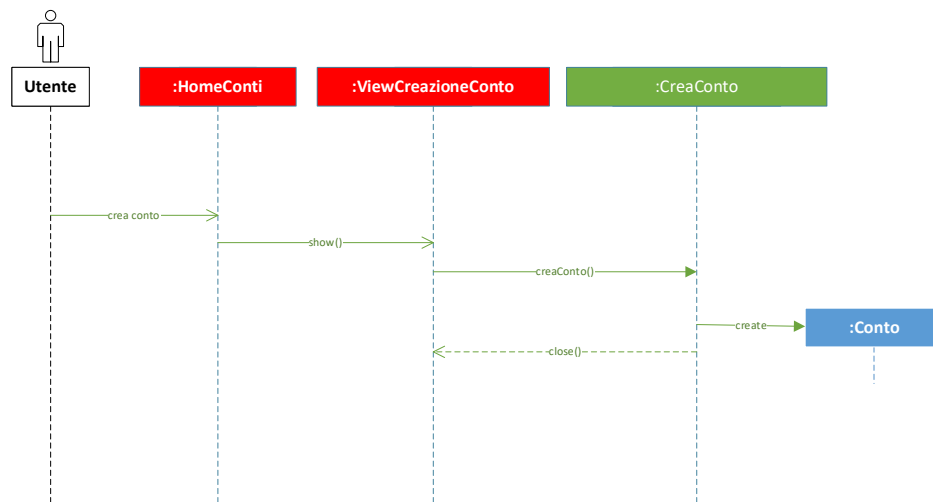 Utente
:HomeConti
:ViewCreazioneConto
:CreaConto
crea conto
show()
creaConto()
create
:Conto
close()